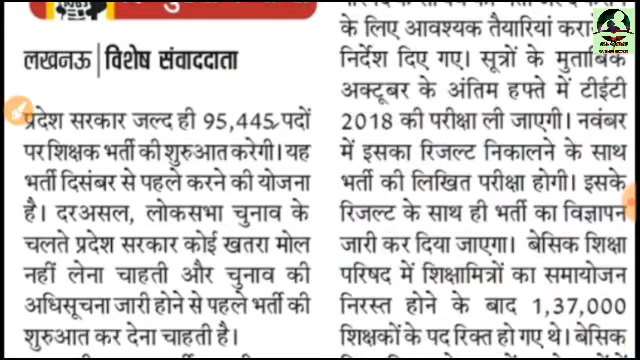 लखनऊ | विशेष संवाददाता
प्रदेश सरकार जल्द ही 95,445 पदों
पर शिक्षक भर्ती की शुरुआत करेगी। यह
भर्ती दिसंबर से पहले करने की योजना
है। दरअसल, लोकसभा चुनाव के
चलते प्रदेश सरकार कोई खतरा मोल
नहीं लेना चाहती और चुनाव की
अधिसूचना जारी होने से पहले भर्ती की
शुरुआत कर देना चाहती है।
के लिए आवश्यक तैयारियां
निर्देश दिए गए। सूत्रों के मुताबिक
अक्टूबर के अंतिम हफ्ते में टीईटी
2018 की परीक्षा ली जाएगी। नवंबर
में इसका रिजल्ट निकालने के साथ
भर्ती की लिखित परीक्षा होगी। इसके
रिजल्ट के साथ ही भर्ती का विज्ञापन
जारी कर दिया जाएगा। बेसिक शिक्षा
परिषद में शिक्षामित्रों का समायोजन
निरस्त होने के बाद 1,37,000
शिक्षकों के पद रिक्त हो गए थे। बेसिक